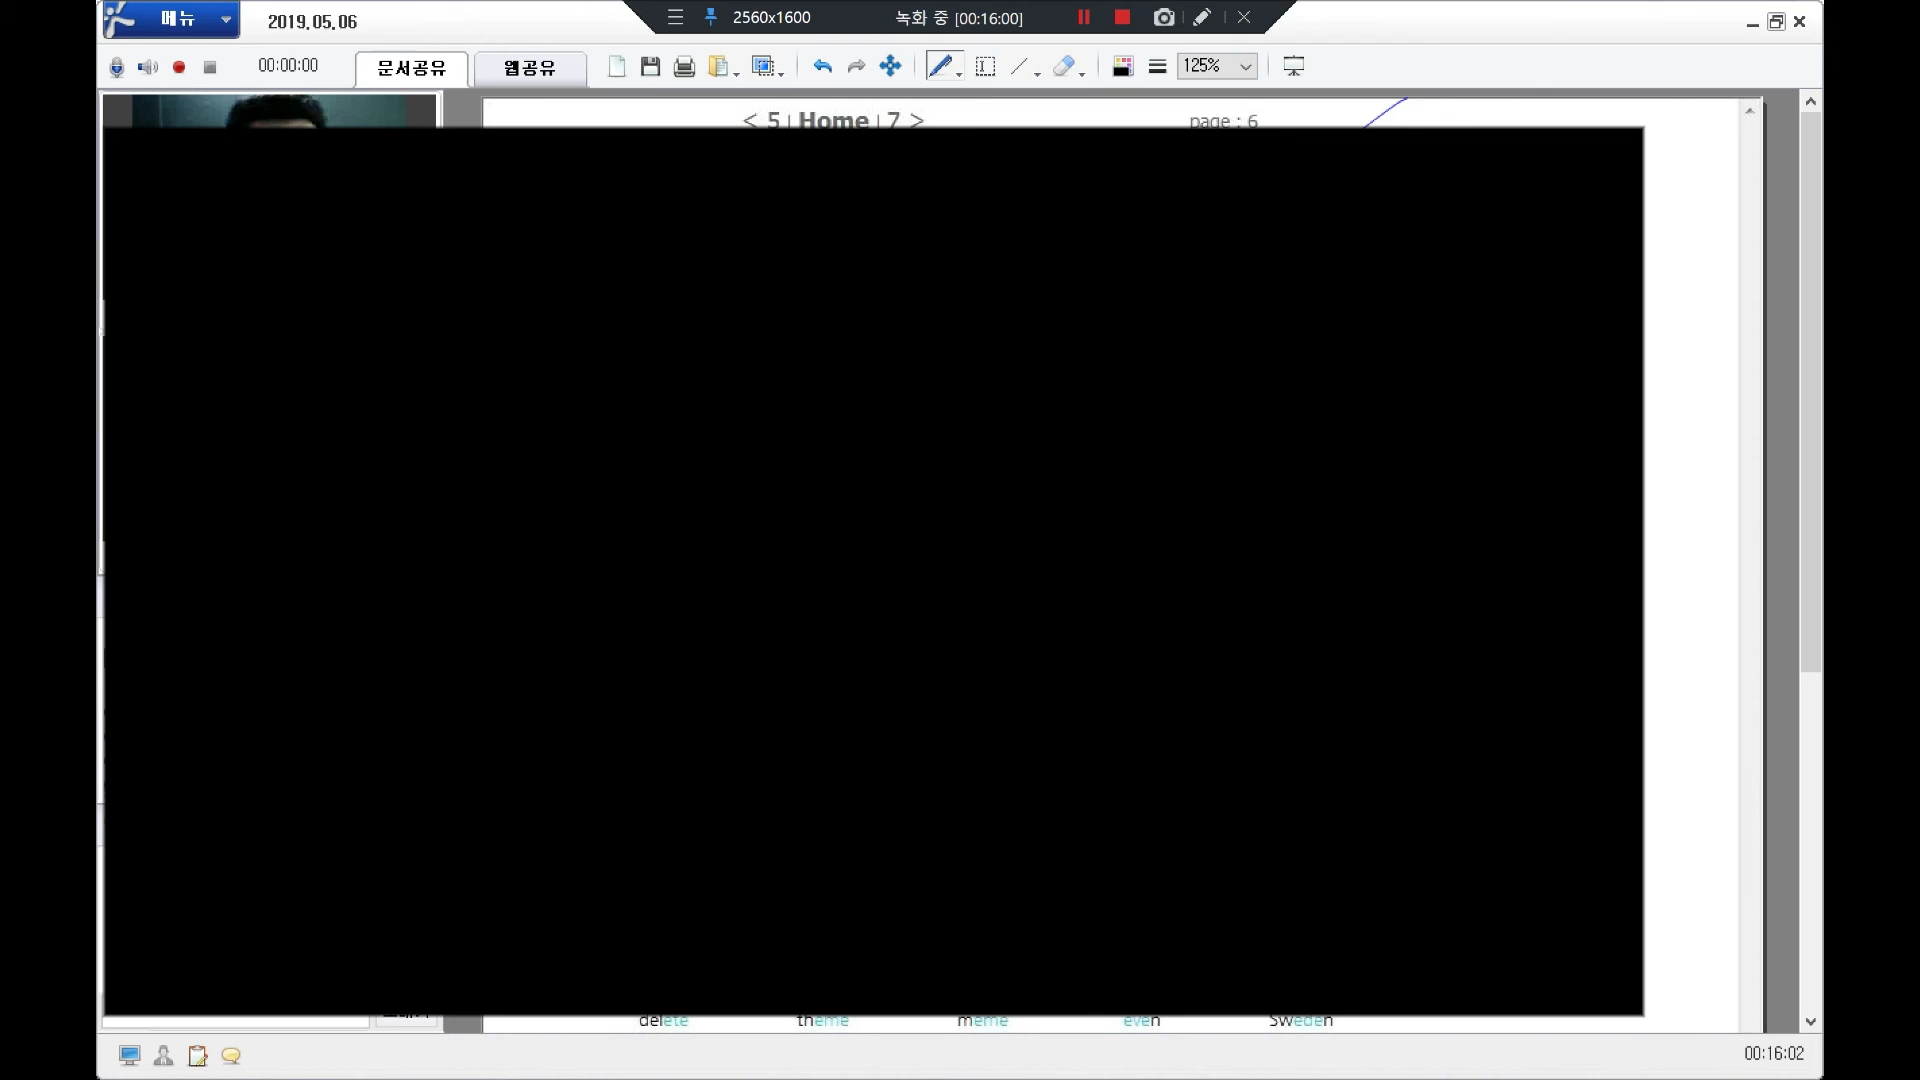 메뉴 2019.05.06 2560x1600 녹화 중 [00:16:00]
00:00:00 문서공유 웹공유 125%
< 5 | Home | 7 > page : 6
delete theme meme even Sweden
00:16:02